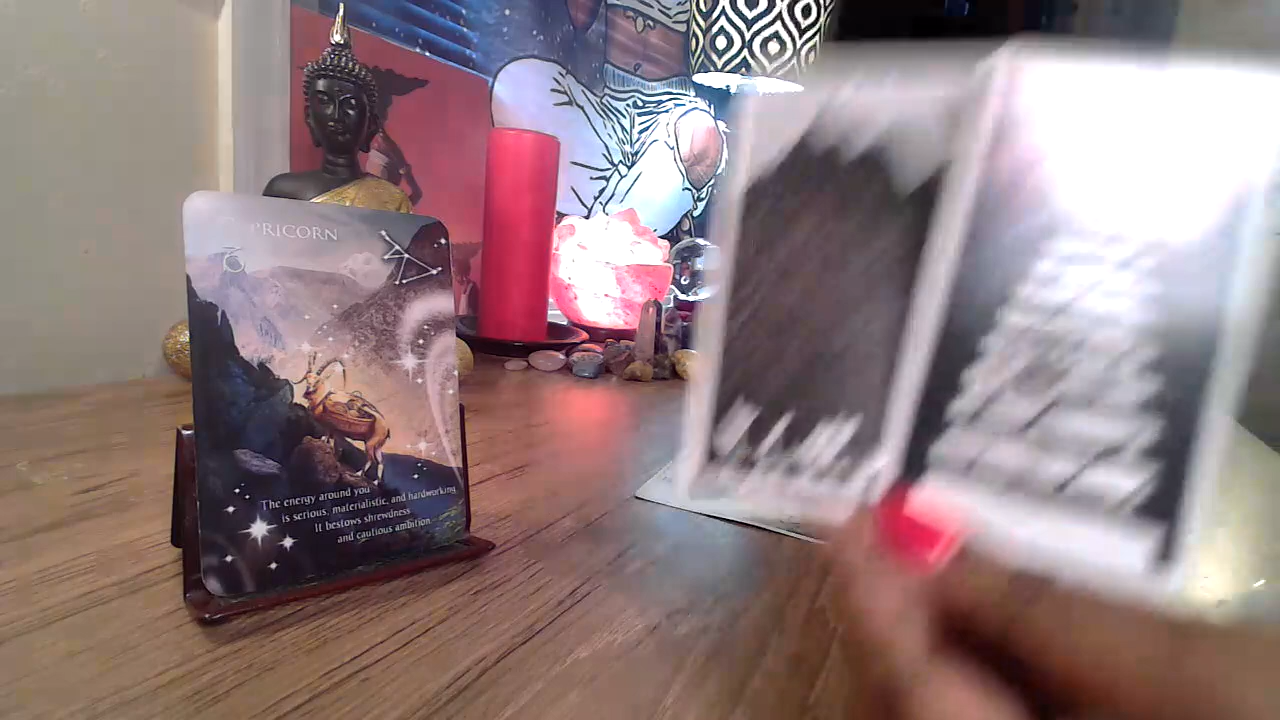 PRICORN
The energy around you
is serious, materialistic, and hardworking
It bestows shrewdness
and cautious ambition.